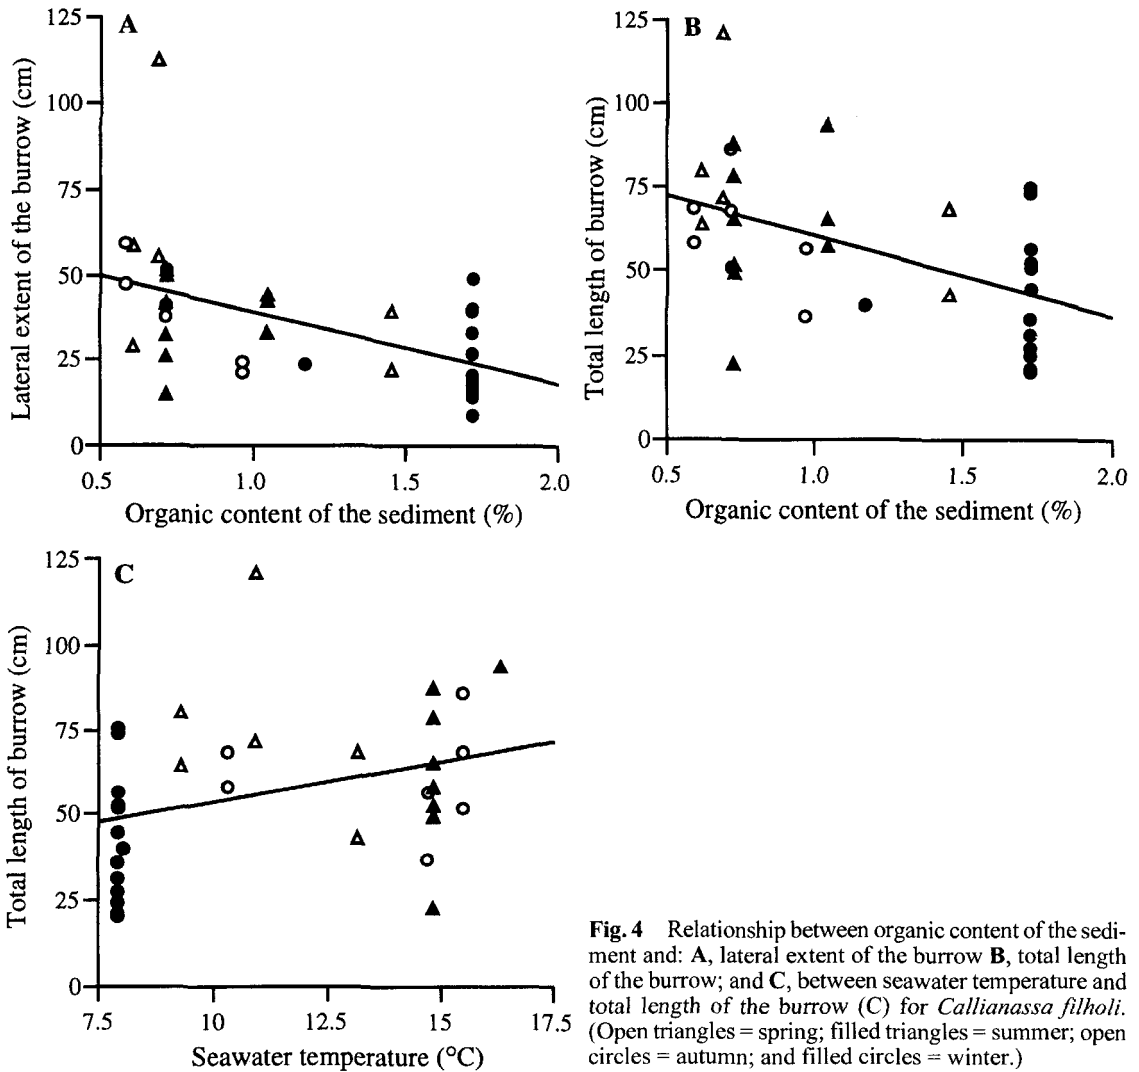 A
125
100
75
50
25
0
0.5 1.0 1.5 2.0
Lateral extent of the burrow (cm)
Organic content of the sediment (%)
B
125
100
75
50
25
0
0.5 1.0 1.5 2.0
Total length of burrow (cm)
Organic content of the sediment (%)
C
125
100
75
50
25
0
7.5 10 12.5 15 17.5
Total length of burrow (cm)
Seawater temperature (°C)
Fig. 4 Relationship between organic content of the sedi-
ment and: A, lateral extent of the burrow B, total length
of the burrow; and C, between seawater temperature and
total length of the burrow (C) for Callianassa filholi.
(Open triangles = spring; filled triangles = summer; open
circles = autumn; and filled circles = winter.)